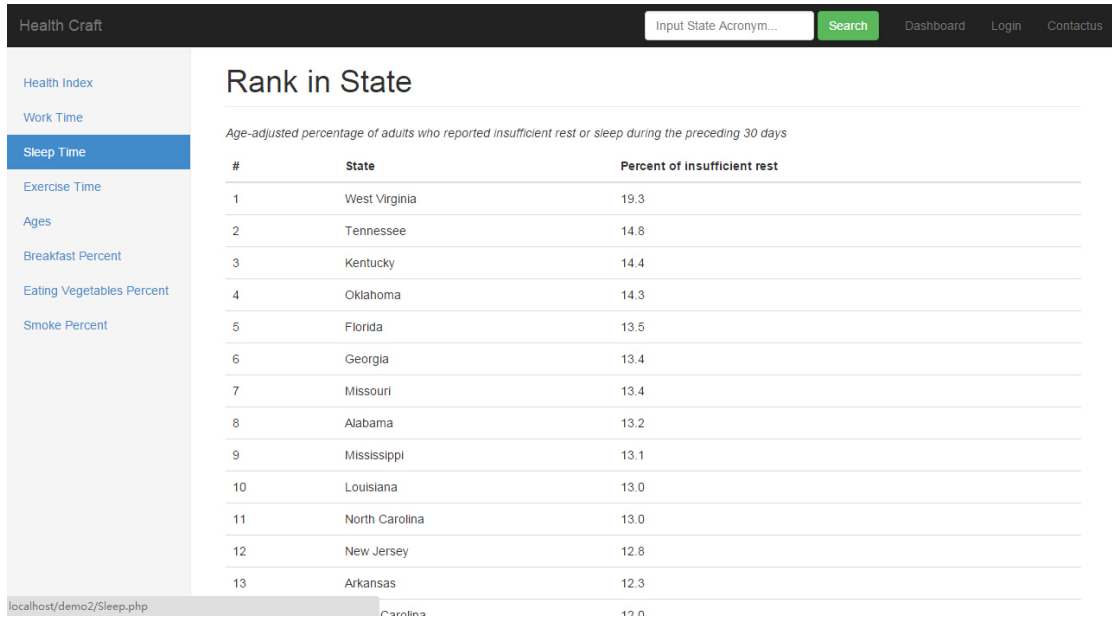 Health Craft Input State Acronym... Search Dashboard Login Contactus
Health Index
Work Time
Sleep Time
Exercise Time
Ages
Breakfast Percent
Eating Vegetables Percent
Smoke Percent
Rank in State
Age-adjusted percentage of adults who reported insufficient rest or sleep during the preceding 30 days
# State Percent of insufficient rest
1 West Virginia 19.3
2 Tennessee 14.8
3 Kentucky 14.4
4 Oklahoma 14.3
5 Florida 13.5
6 Georgia 13.4
7 Missouri 13.4
8 Alabama 13.2
9 Mississippi 13.1
10 Louisiana 13.0
11 North Carolina 13.0
12 New Jersey 12.8
13 Arkansas 12.3
Carolina 12.0
localhost/demo2/Sleep.php